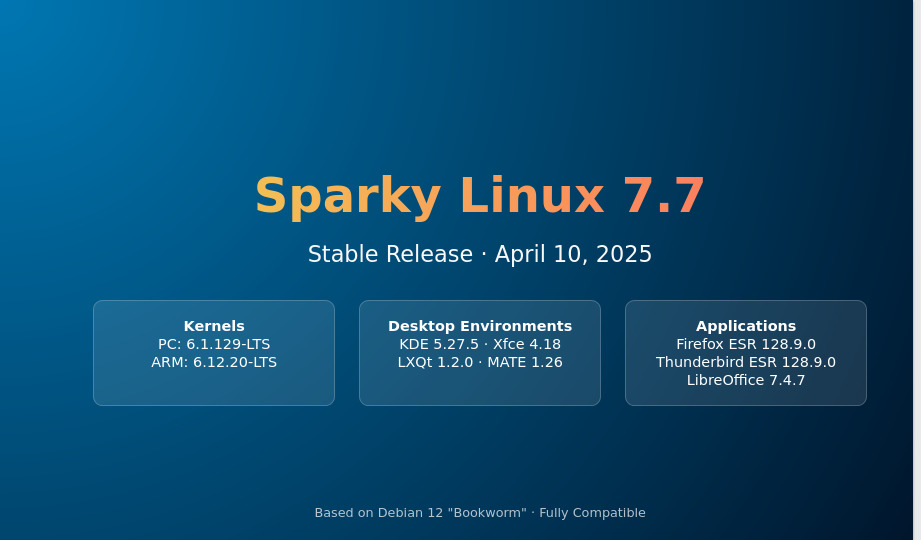 Sparky Linux 7.7
Stable Release · April 10, 2025
Kernels
PC: 6.1.129-LTS
ARM: 6.12.20-LTS
Desktop Environments
KDE 5.27.5 · Xfce 4.18
LXQt 1.2.0 · MATE 1.26
Applications
Firefox ESR 128.9.0
Thunderbird ESR 128.9.0
LibreOffice 7.4.7
Based on Debian 12 "Bookworm" · Fully Compatible